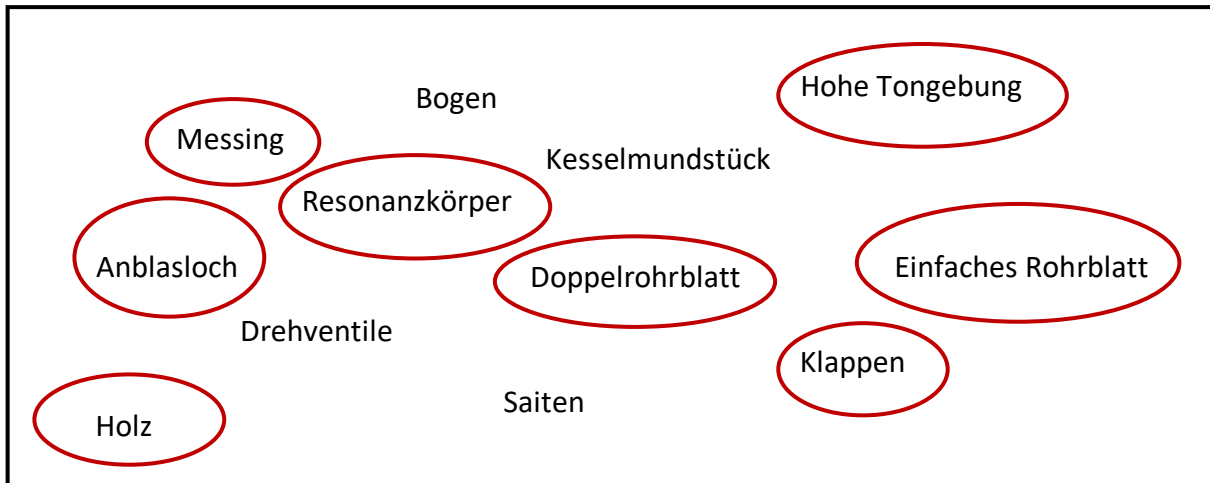 Hohe Tongebung
Bogen
Messing
Kesselmundstück
Resonanzkörper
Anblasloch
Einfaches Rohrblatt
Doppelrohrblatt
Drehventile
Klappen
Saiten
Holz